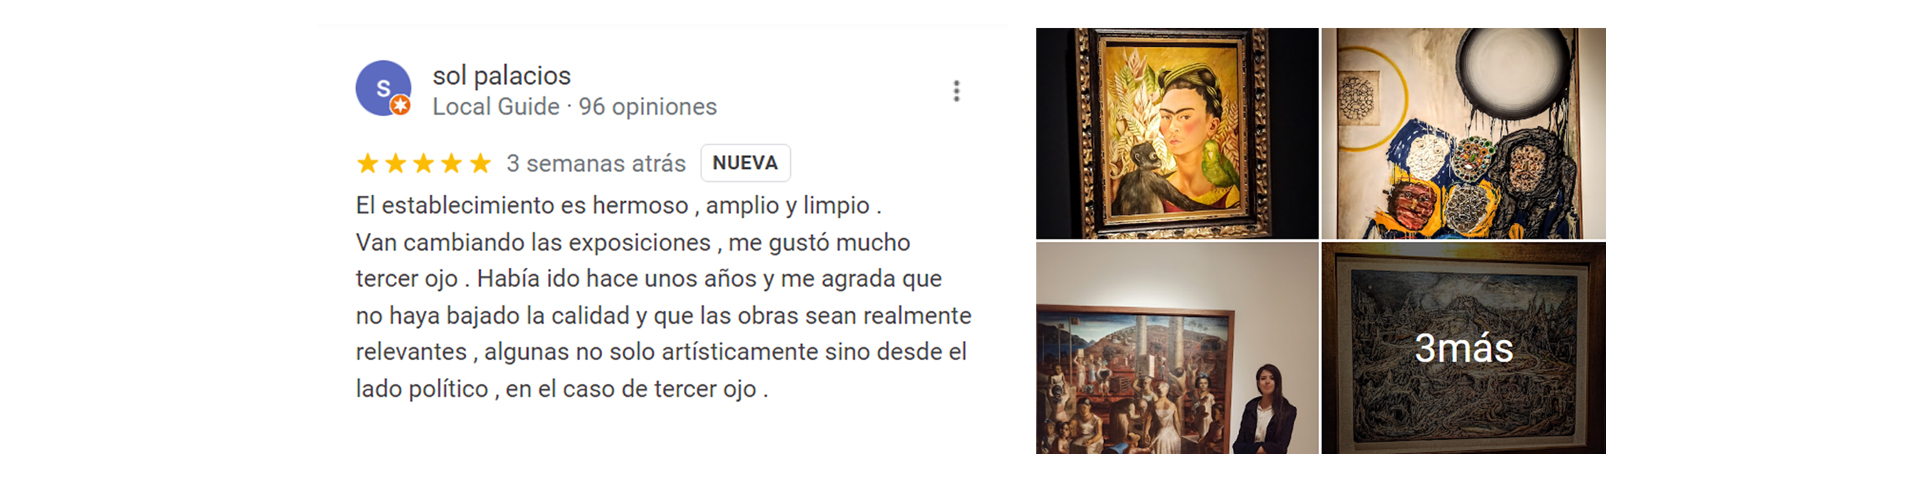 S
sol palacios
Local Guide · 96 opiniones
3 semanas atrás NUEVA
El establecimiento es hermoso , amplio y limpio .
Van cambiando las exposiciones , me gustó mucho
tercer ojo . Había ido hace unos años y me agrada que
no haya bajado la calidad y que las obras sean realmente
relevantes , algunas no solo artísticamente sino desde el
lado político , en el caso de tercer ojo .
3más